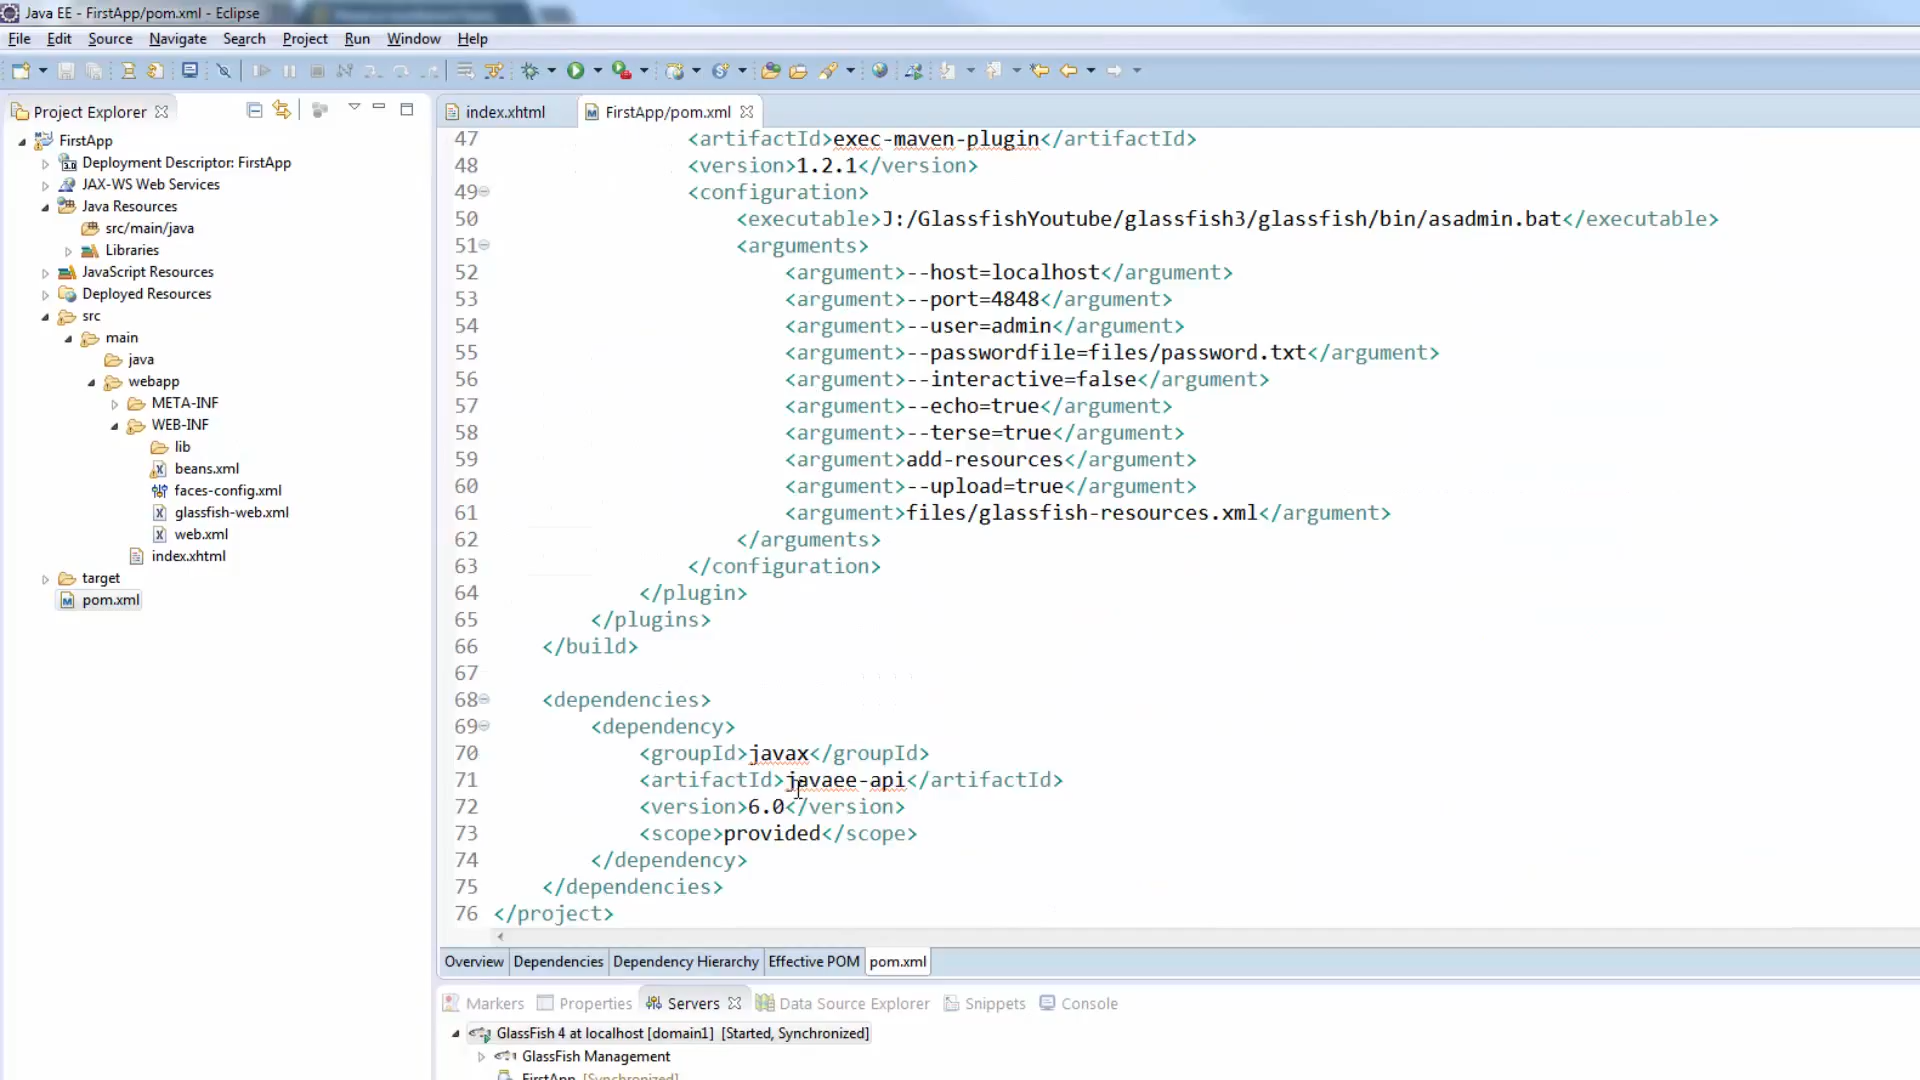 Java EE - FirstApp/pom.xml - Eclipse
File Edit Source Navigate Search Project Run Window Help
Project Explorer
FirstApp
Deployment Descriptor: FirstApp
JAX-WS Web Services
Java Resources
src/main/java
Libraries
JavaScript Resources
Deployed Resources
src
main
java
webapp
META-INF
WEB-INF
lib
beans.xml
faces-config.xml
glassfish-web.xml
web.xml
index.xhtml
target
pom.xml
index.xhtml FirstApp/pom.xml
47 <artifactId>exec-maven-plugin</artifactId>
48 <version>1.2.1</version>
49 <configuration>
50 <executable>J:/GlassfishYoutube/glassfish3/glassfish/bin/asadmin.bat</executable>
51 <arguments>
52 <argument>--host=localhost</argument>
53 <argument>--port=4848</argument>
54 <argument>--user=admin</argument>
55 <argument>--passwordfile=files/password.txt</argument>
56 <argument>--interactive=false</argument>
57 <argument>--echo=true</argument>
58 <argument>--terse=true</argument>
59 <argument>add-resources</argument>
60 <argument>--upload=true</argument>
61 <argument>files/glassfish-resources.xml</argument>
62 </arguments>
63 </configuration>
64 </plugin>
65 </plugins>
66 </build>
67
68 <dependencies>
69 <dependency>
70 <groupId>javax</groupId>
71 <artifactId>javaee-api</artifactId>
72 <version>6.0</version>
73 <scope>provided</scope>
74 </dependency>
75 </dependencies>
76 </project>
Overview Dependencies Dependency Hierarchy Effective POM pom.xml
Markers Properties Servers Data Source Explorer Snippets Console
GlassFish 4 at localhost [domain1] [Started, Synchronized]
GlassFish Management
FirstApp [Synchronized]